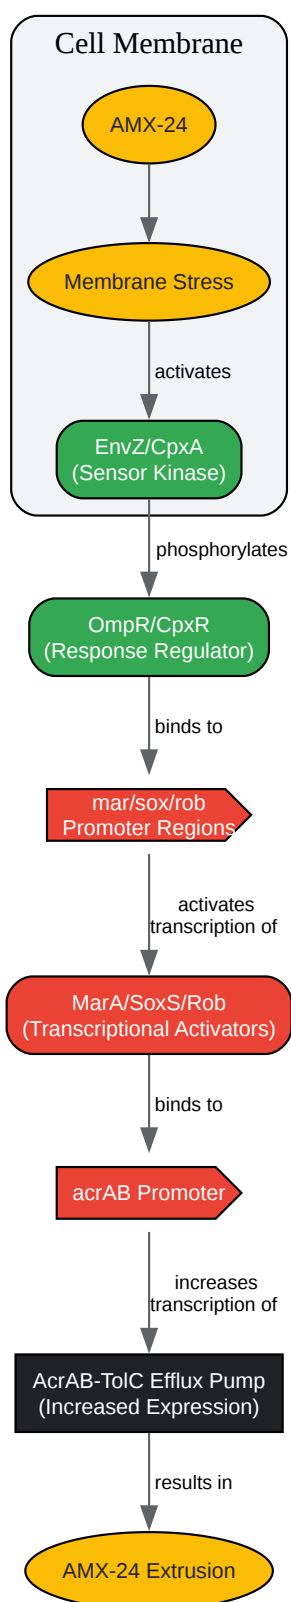 Cell Membrane
AMX-24
Membrane Stress
activates
EnvZ/CpxA
(Sensor Kinase)
phosphorylates
OmpR/CpxR
(Response Regulator)
binds to
mar/sox/rob
Promoter Regions
activates
transcription of
MarA/SoxS/Rob
(Transcriptional Activators)
binds to
acrAB Promoter
increases
transcription of
AcrAB-TolC Efflux Pump
(Increased Expression)
results in
AMX-24 Extrusion